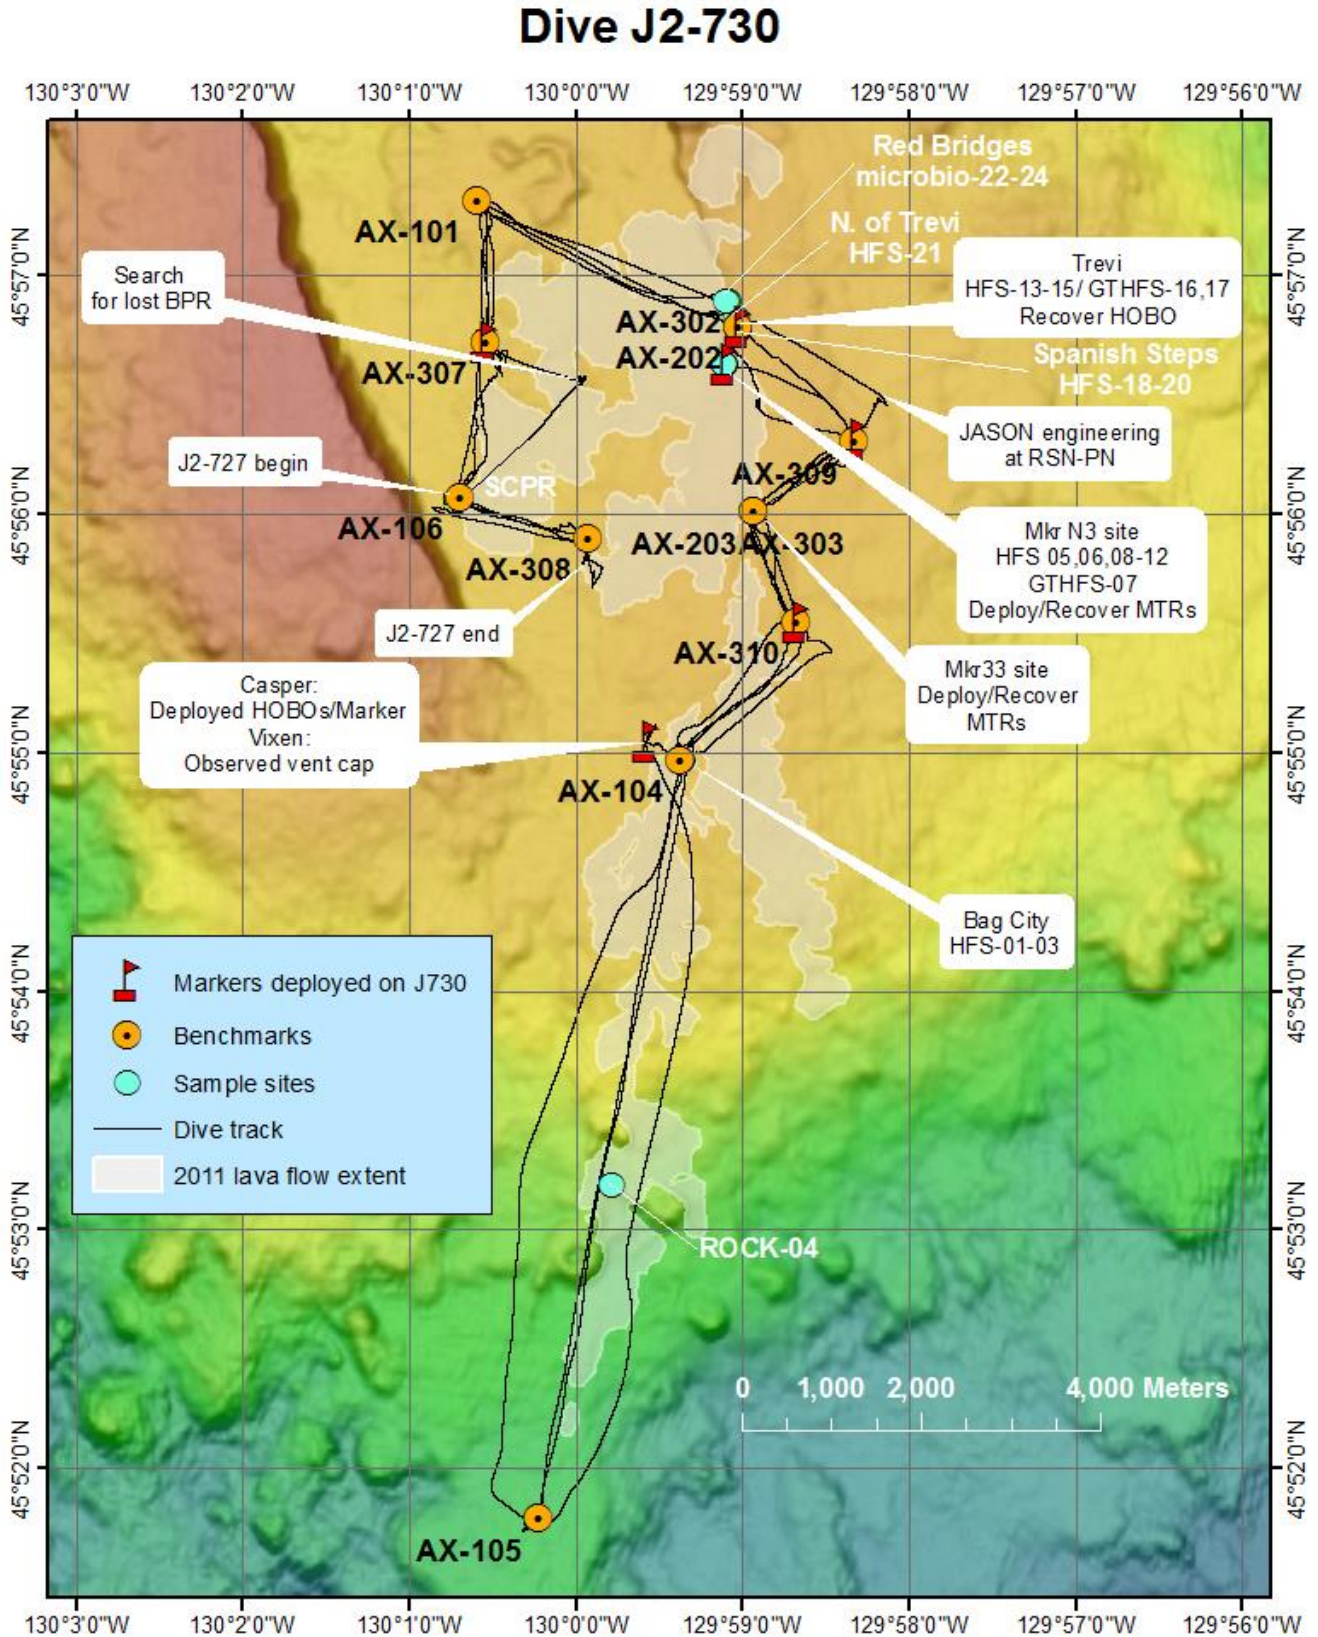 Dive J2-730
130°3'0"W 130°2'0"W 130°1'0"W 130°0'0"W 129°59'0"W 129°58'0"W 129°57'0"W 129°56'0"W
Red Bridges
microbio-22-24
N. of Trevi
HFS-21
AX-101
Search
for lost BPR
Trevi
HFS-13-15/ GTHFS-16,17
Recover HOBO
AX-302
AX-202
Spanish Steps
HFS-18-20
AX-307
JASON engineering
at RSN-PN
J2-727 begin
SCPR
AX-309
AX-106
AX-203 AX-303
AX-308
Mkr N3 site
HFS 05,06,08-12
GTHFS-07
Deploy/Recover MTRs
J2-727 end
AX-310
Mkr33 site
Deploy/Recover
MTRs
Casper:
Deployed HOBOs/Marker
Vixen:
Observed vent cap
AX-104
Bag City
HFS-01-03
Markers deployed on J730
Benchmarks
Sample sites
Dive track
2011 lava flow extent
ROCK-04
0 1,000 2,000 4,000 Meters
AX-105
45°57'0"N
45°56'0"N
45°55'0"N
45°54'0"N
45°53'0"N
45°52'0"N
45°57'0"N
45°56'0"N
45°55'0"N
45°54'0"N
45°53'0"N
45°52'0"N
130°3'0"W 130°2'0"W 130°1'0"W 130°0'0"W 129°59'0"W 129°58'0"W 129°57'0"W 129°56'0"W